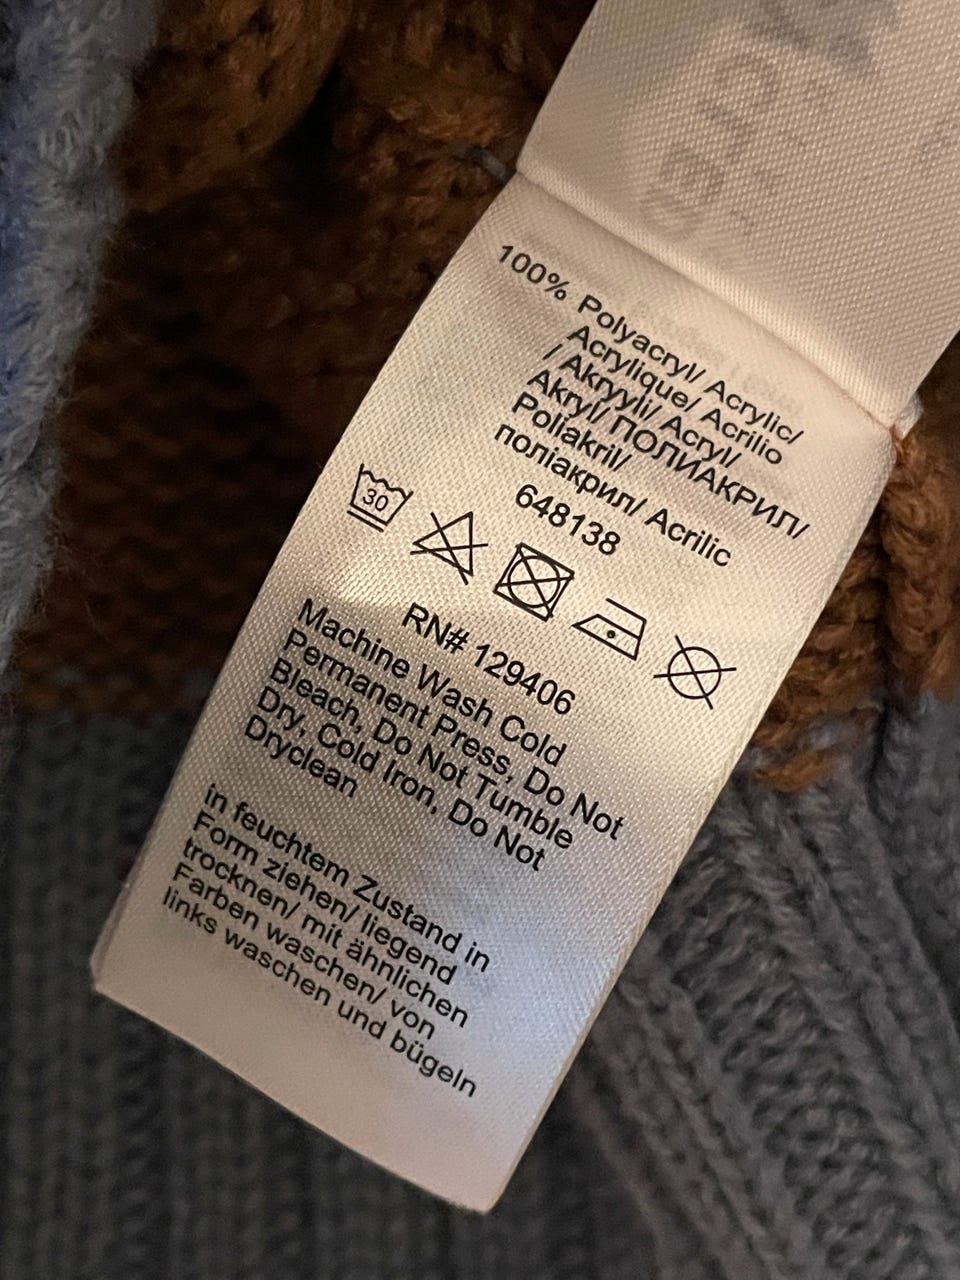 100% Polyacryl/ Acrylic/
Acrylique/ Acrilio
/ Akryyli/ Acryl/
Akryl/ ПОЛИАКРИЛ/
Poliakril/
поліакрил/ Acrilic
648138
30
RN# 129406
Machine Wash Cold
Permanent Press, Do Not
Bleach, Do Not Tumble
Dry, Cold Iron, Do Not
Dryclean
in feuchtem Zustand in
Form ziehen/ liegend
trocknen/ mit ähnlichen
Farben waschen/ von
links waschen und bügeln